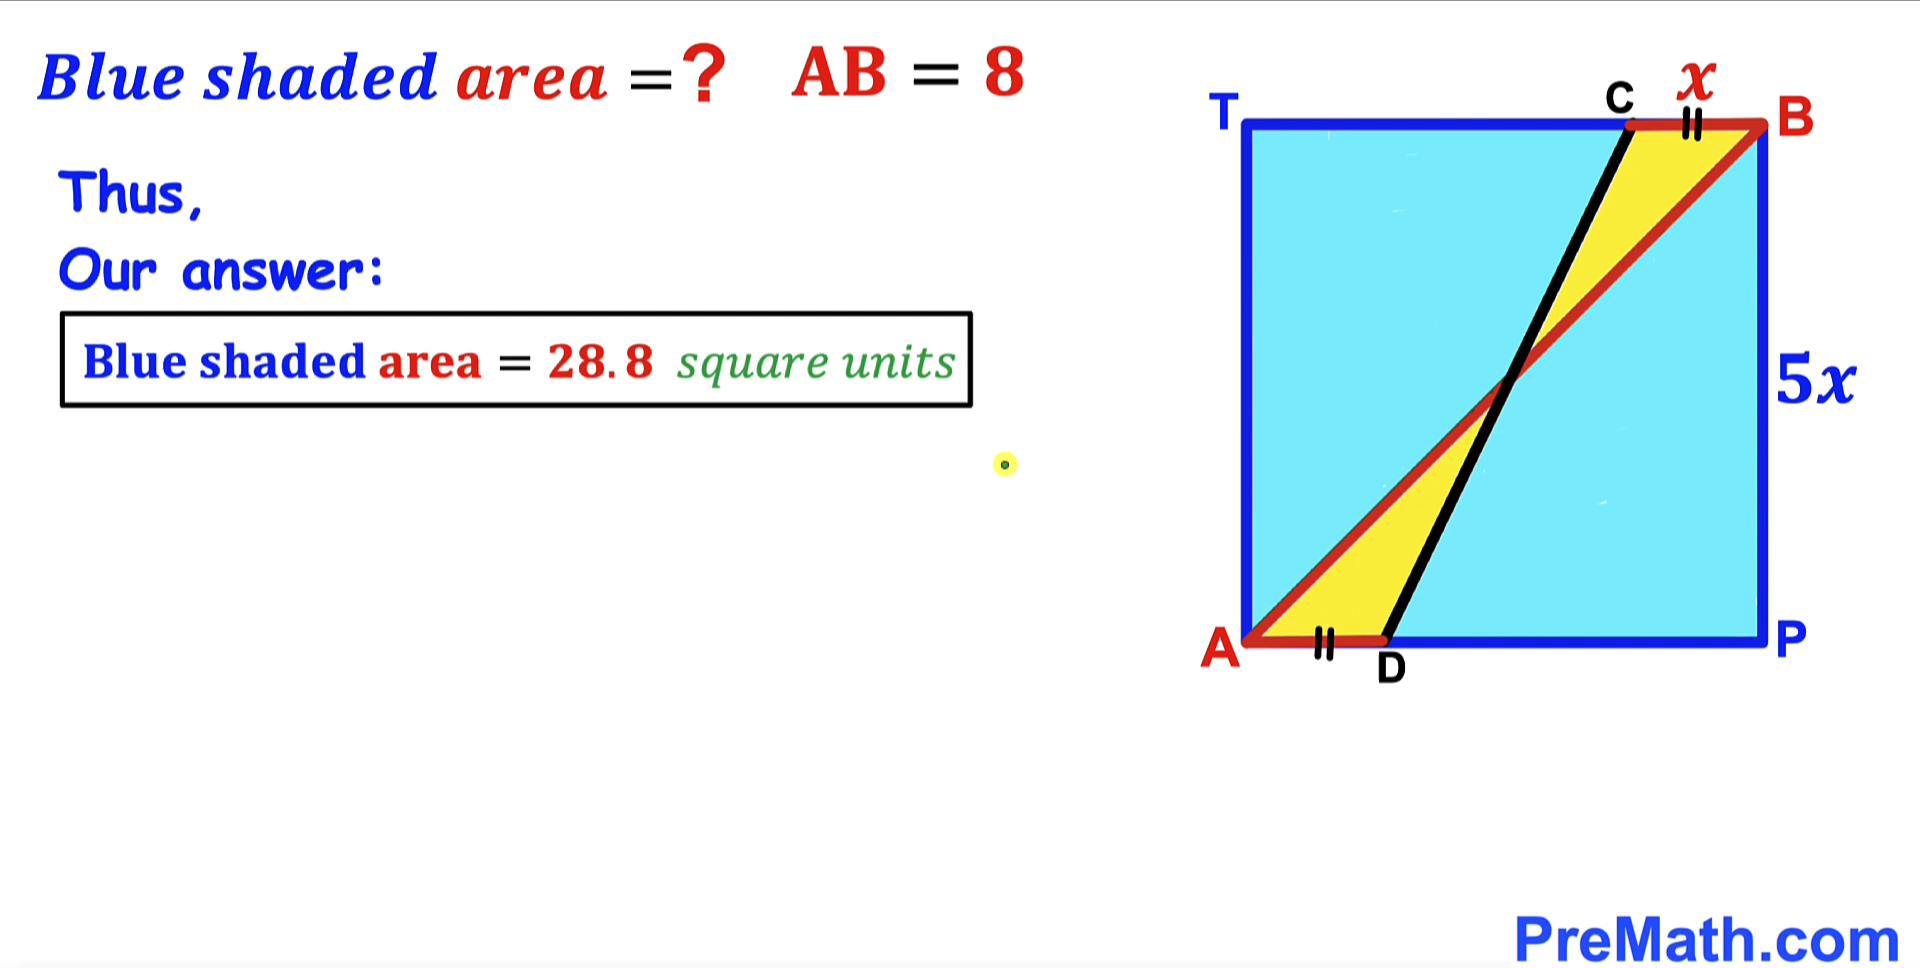 Blue shaded area =? AB = 8
Thus,
Our answer:
Blue shaded area = 28.8 square units
T
C
x
B
5x
A
D
P
PreMath.com